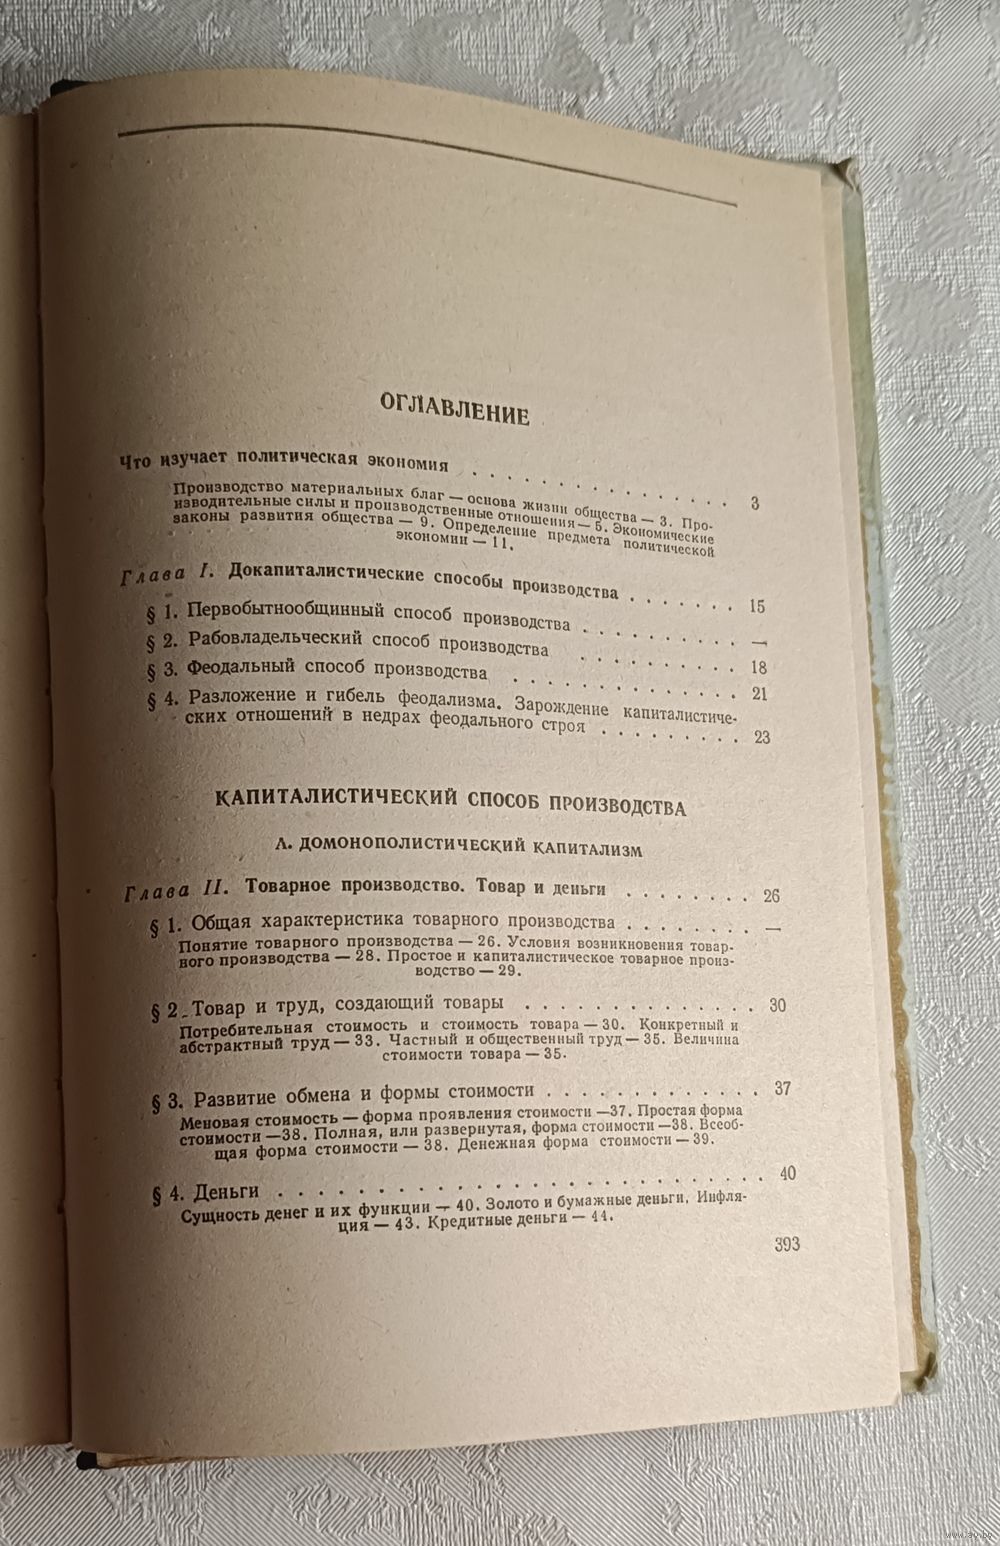 ОГЛАВЛЕНИЕ
Что изучает политическая экономия . . . . . . . . . . . . . . . 3
Производство материальных благ — основа жизни общества — 3. Про-
изводительные силы и производственные отношения — 5. Экономические
законы развития общества — 9. Определение предмета политической
экономии — 11.
Глава I. Докапиталистические способы производства . . . . . . . 15
§ 1. Первобытнообщинный способ производства . . . . . . . . . . —
§ 2. Рабовладельческий способ производства . . . . . . . . . . 18
§ 3. Феодальный способ производства . . . . . . . . . . . . . 21
§ 4. Разложение и гибель феодализма. Зарождение капиталистиче-
ских отношений в недрах феодального строя . . . . . . . . . 23
КАПИТАЛИСТИЧЕСКИЙ СПОСОБ ПРОИЗВОДСТВА
А. ДОМОНОПОЛИСТИЧЕСКИЙ КАПИТАЛИЗМ
Глава II. Товарное производство. Товар и деньги . . . . . . . . 26
§ 1. Общая характеристика товарного производства . . . . . . . . —
Понятие товарного производства — 26. Условия возникновения товар-
ного производства — 28. Простое и капиталистическое товарное произ-
водство — 29.
§ 2. Товар и труд, создающий товары . . . . . . . . . . . . . . 30
Потребительная стоимость и стоимость товара — 30. Конкретный и
абстрактный труд — 33. Частный и общественный труд — 35. Величина
стоимости товара — 35.
§ 3. Развитие обмена и формы стоимости . . . . . . . . . . . . . 37
Меновая стоимость — форма проявления стоимости —37. Простая форма
стоимости —38. Полная, или развернутая, форма стоимости —38. Всеоб-
щая форма стоимости — 38. Денежная форма стоимости — 39.
§ 4. Деньги . . . . . . . . . . . . . . . . . . . . . . . . . 40
Сущность денег и их функции — 40. Золото и бумажные деньги. Инфля-
ция — 43. Кредитные деньги — 44.
393
www.ay.by